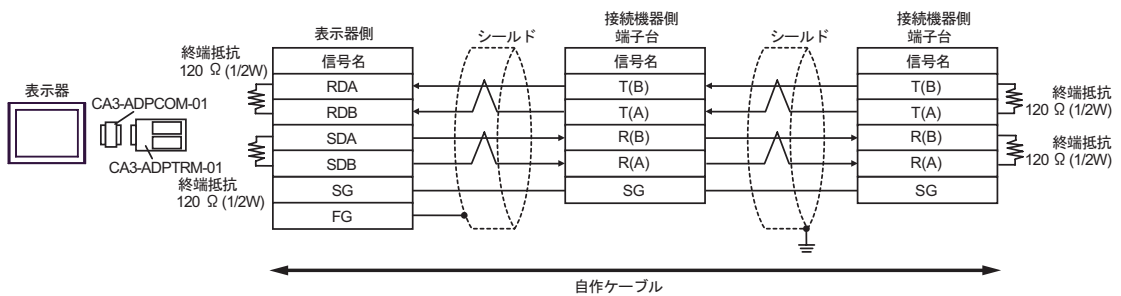 表示器
CA3-ADPCOM-01
CA3-ADPTRM-01
終端抵抗
120 Ω (1/2W)
終端抵抗
120 Ω (1/2W)
表示器側
信号名
RDA
RDB
SDA
SDB
SG
FG
シールド
接続機器側
端子台
信号名
T(B)
T(A)
R(B)
R(A)
SG
シールド
接続機器側
端子台
信号名
T(B)
T(A)
R(B)
R(A)
SG
終端抵抗
120 Ω (1/2W)
終端抵抗
120 Ω (1/2W)
自作ケーブル